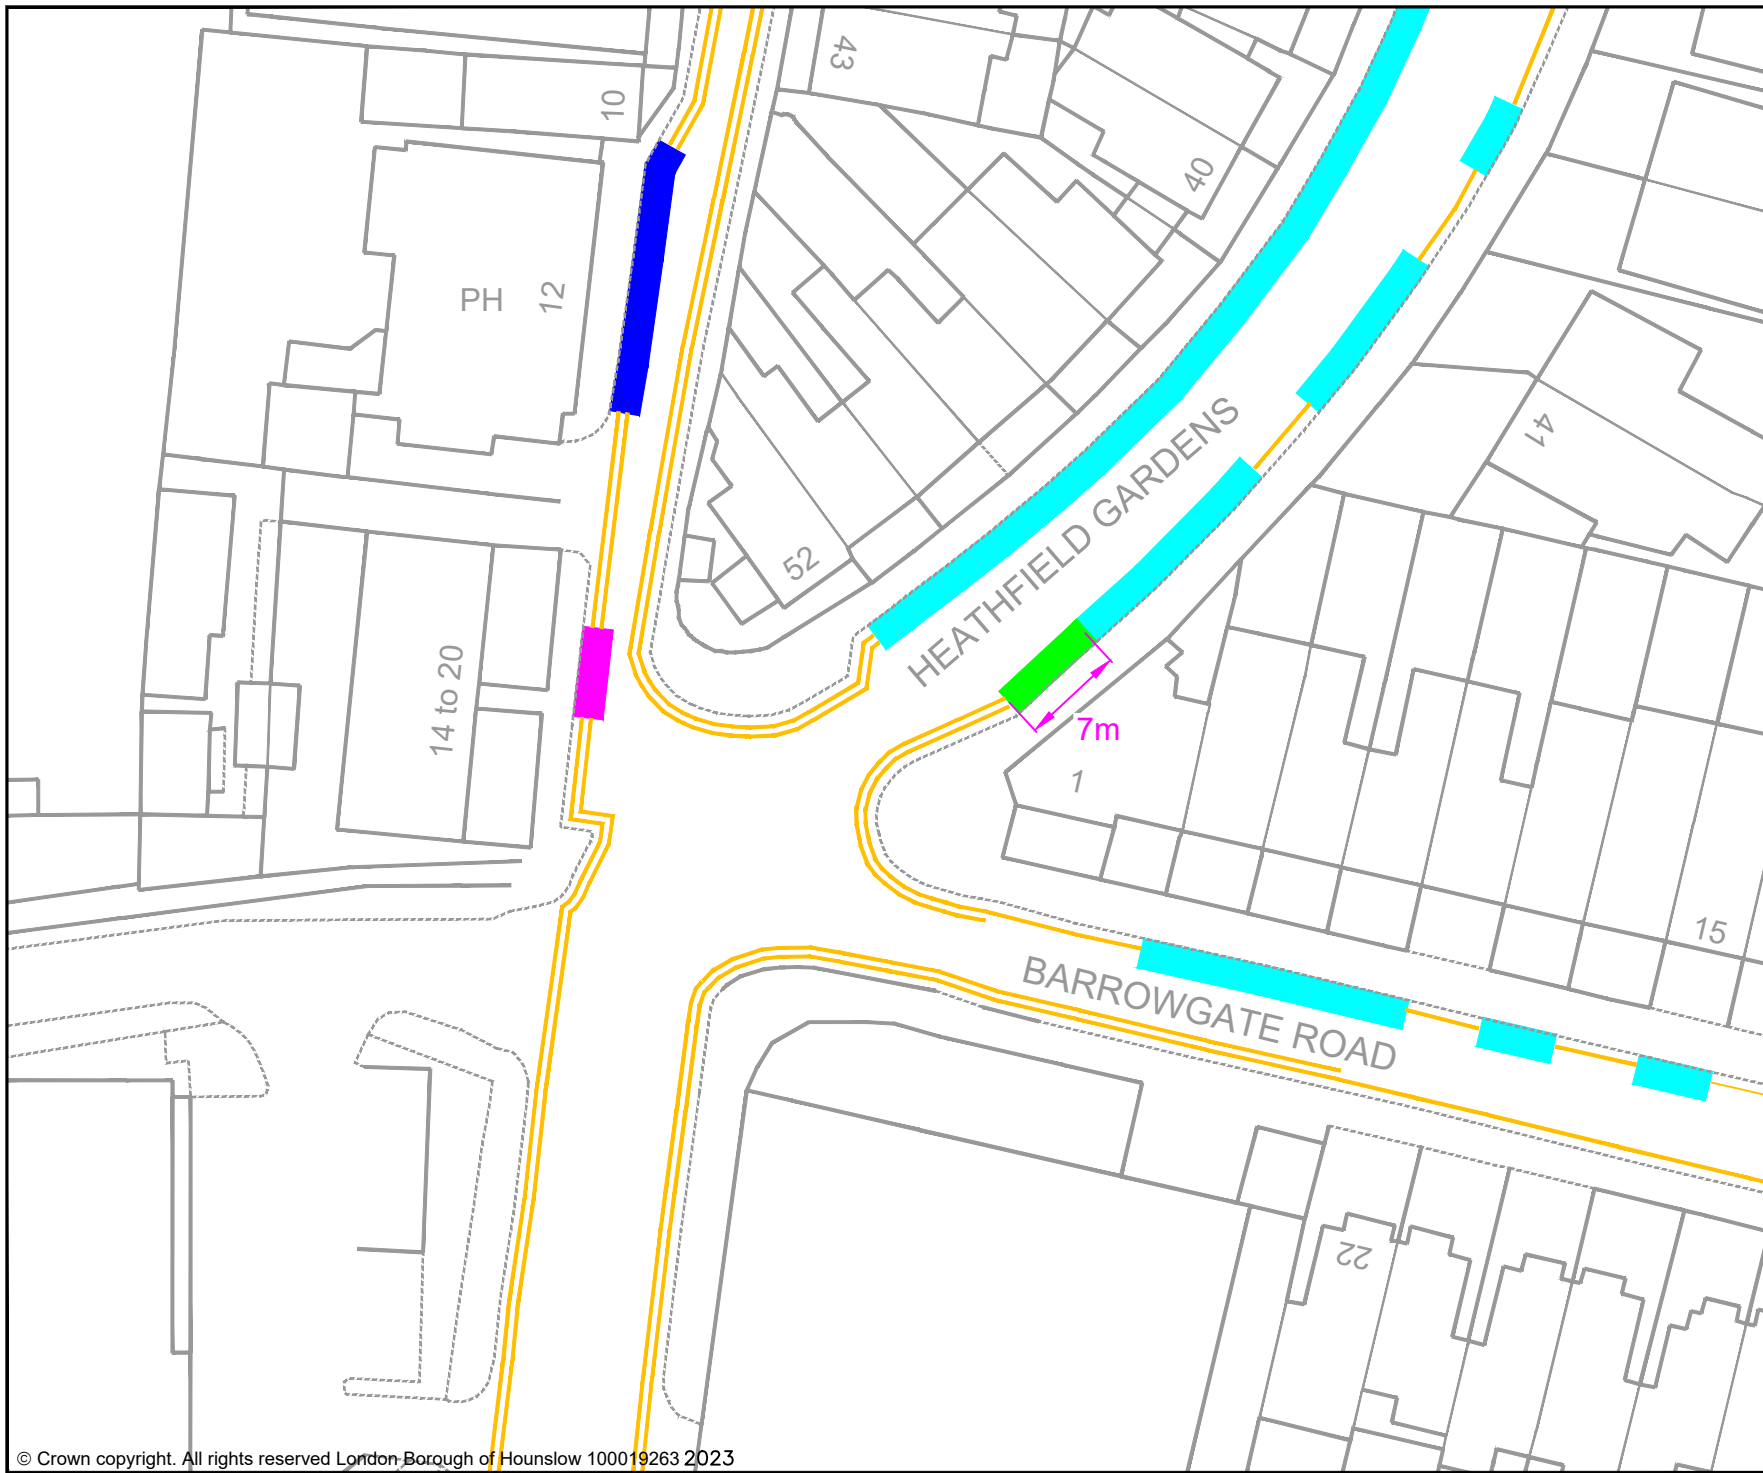 43
10
40
PH
12
41
HEATHFIELD GARDENS
52
14 to 20
7m
1
15
BARROWGATE ROAD
22
© Crown copyright. All rights reserved London Borough of Hounslow 100019263 2023